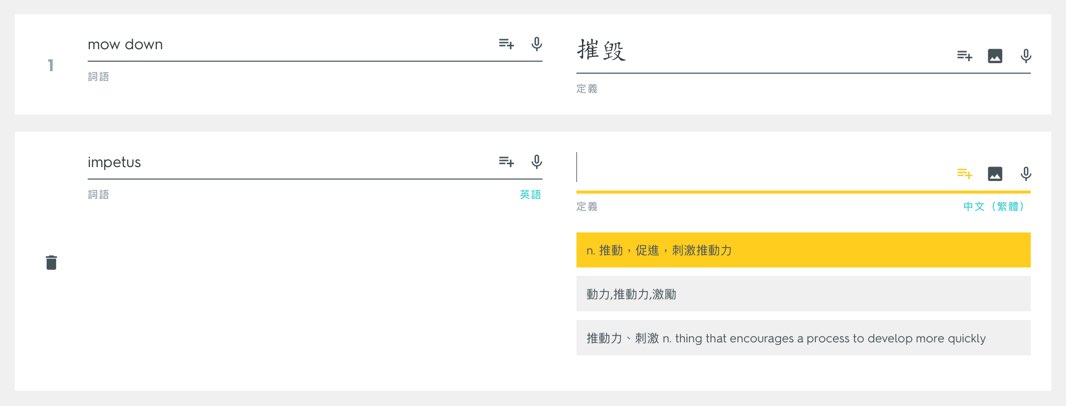 1
mow down
詞語
摧毀
定義
impetus
詞語
英語
定義
中文（繁體）
n. 推動，促進，刺激推動力
動力,推動力,激勵
推動力、刺激 n. thing that encourages a process to develop more quickly